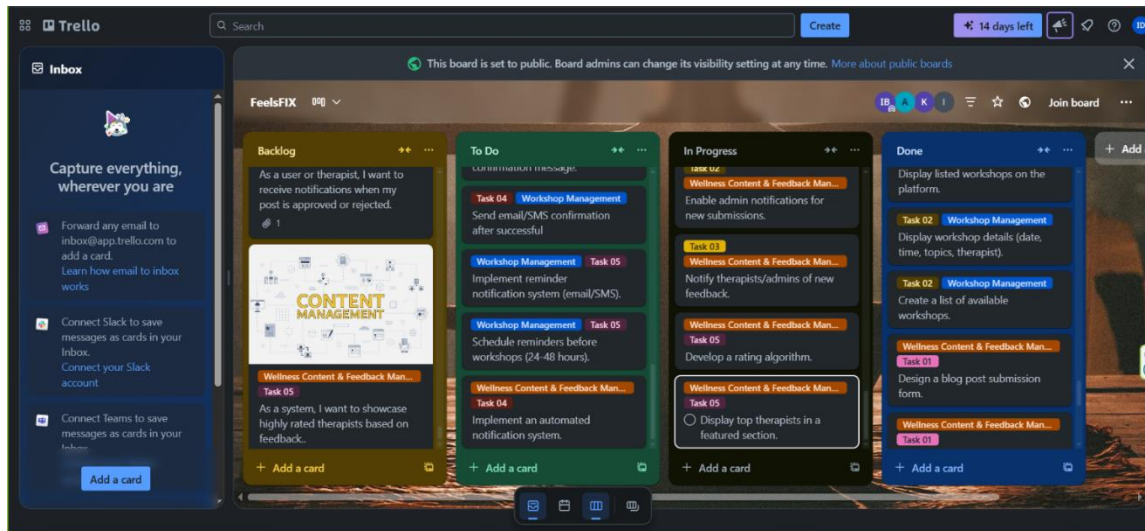 Trello
Search
Create
14 days left
ID
Inbox
Capture everything,
wherever you are
Forward any email to
inbox@app.trello.com to
add a card.
Learn how email to inbox
works
Connect Slack to save
messages as cards in your
Inbox.
Connect your Slack
account
Connect Teams to save
messages as cards in your
Inbox.
Add a card
This board is set to public. Board admins can change its visibility setting at any time. More about public boards
FeelsFIX
IB A K I
Join board
Backlog
As a user or therapist, I want to
receive notifications when my
post is approved or rejected.
1
CONTENT
MANAGEMENT
Wellness Content & Feedback Man...
Task 05
As a system, I want to showcase
highly rated therapists based on
feedback..
+ Add a card
To Do
confirmation message.
Task 04 Workshop Management
Send email/SMS confirmation
after successful
Workshop Management Task 05
Implement reminder
notification system (email/SMS).
Workshop Management Task 05
Schedule reminders before
workshops (24-48 hours).
Wellness Content & Feedback Man...
Task 04
Implement an automated
notification system.
+ Add a card
In Progress
Task 02
Wellness Content & Feedback Man...
Enable admin notifications for
new submissions.
Task 03
Wellness Content & Feedback Man...
Notify therapists/admins of new
feedback.
Wellness Content & Feedback Man...
Task 05
Develop a rating algorithm.
Wellness Content & Feedback Man...
Task 05
Display top therapists in a
featured section.
+ Add a card
Done
Display listed workshops on the
platform.
Task 02 Workshop Management
Display workshop details (date,
time, topics, therapist).
Task 02 Workshop Management
Create a list of available
workshops.
Wellness Content & Feedback Man...
Task 01
Design a blog post submission
form.
Wellness Content & Feedback Man...
Task 01
+ Add a card
+ Add